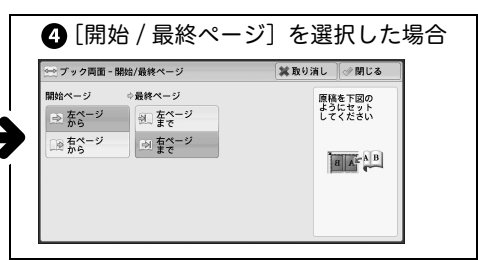 ❹［開始 / 最終ページ］を選択した場合
ブック両面 - 開始/最終ページ
取り消し
閉じる
開始ページ
最終ページ
左ページ
から
右ページ
から
左ページ
まで
右ページ
まで
原稿を下図の
ようにセット
してください
A B